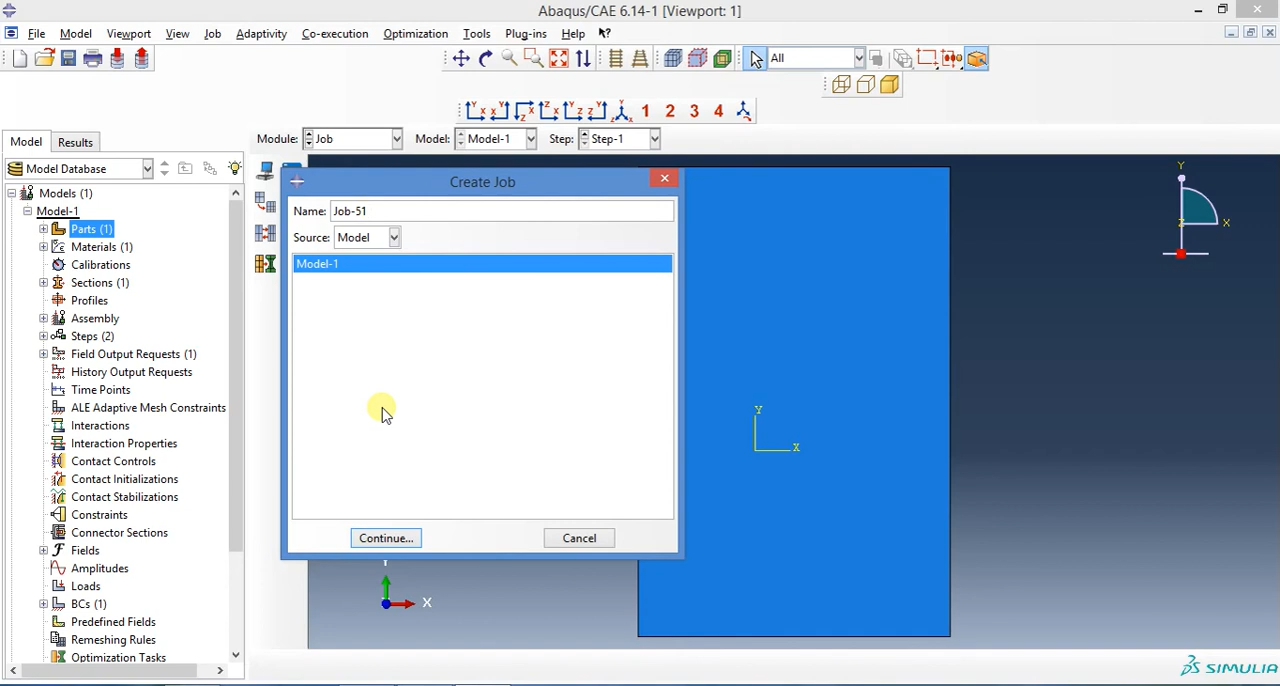 Abaqus/CAE 6.14-1 [Viewport: 1]
File Model Viewport View Job Adaptivity Co-execution Optimization Tools Plug-ins Help
All
1 2 3 4
Model Results
Module: Job Model: Model-1 Step: Step-1
Model Database
Models (1)
Model-1
Parts (1)
Materials (1)
Calibrations
Sections (1)
Profiles
Assembly
Steps (2)
Field Output Requests (1)
History Output Requests
Time Points
ALE Adaptive Mesh Constraints
Interactions
Interaction Properties
Contact Controls
Contact Initializations
Contact Stabilizations
Constraints
Connector Sections
Fields
Amplitudes
Loads
BCs (1)
Predefined Fields
Remeshing Rules
Optimization Tasks
Create Job
Name: Job-51
Source: Model
Model-1
Continue...
Cancel
Y
X
Y
X
Y
Z
X
SIMULIA